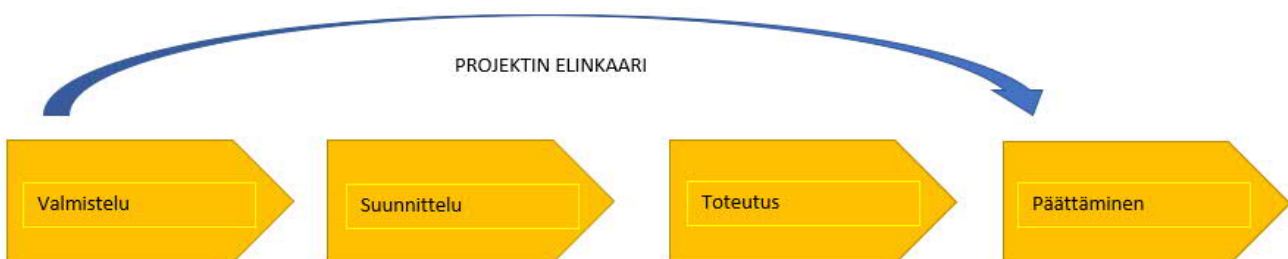 PROJEKTIN ELINKAARI
Valmistelu
Suunnittelu
Toteutus
Päättäminen